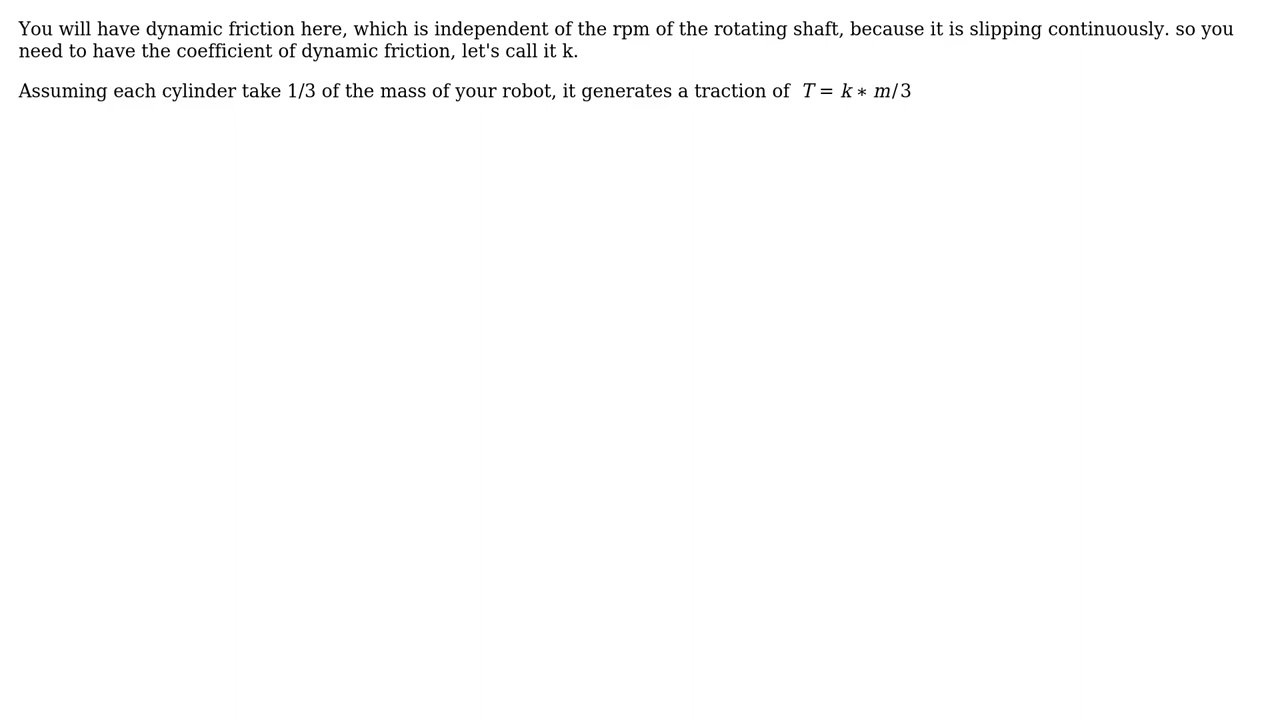 You will have dynamic friction here, which is independent of the rpm of the rotating shaft, because it is slipping continuously. so you
need to have the coefficient of dynamic friction, let's call it k.
Assuming each cylinder take 1/3 of the mass of your robot, it generates a traction of T = k ∗ m/3